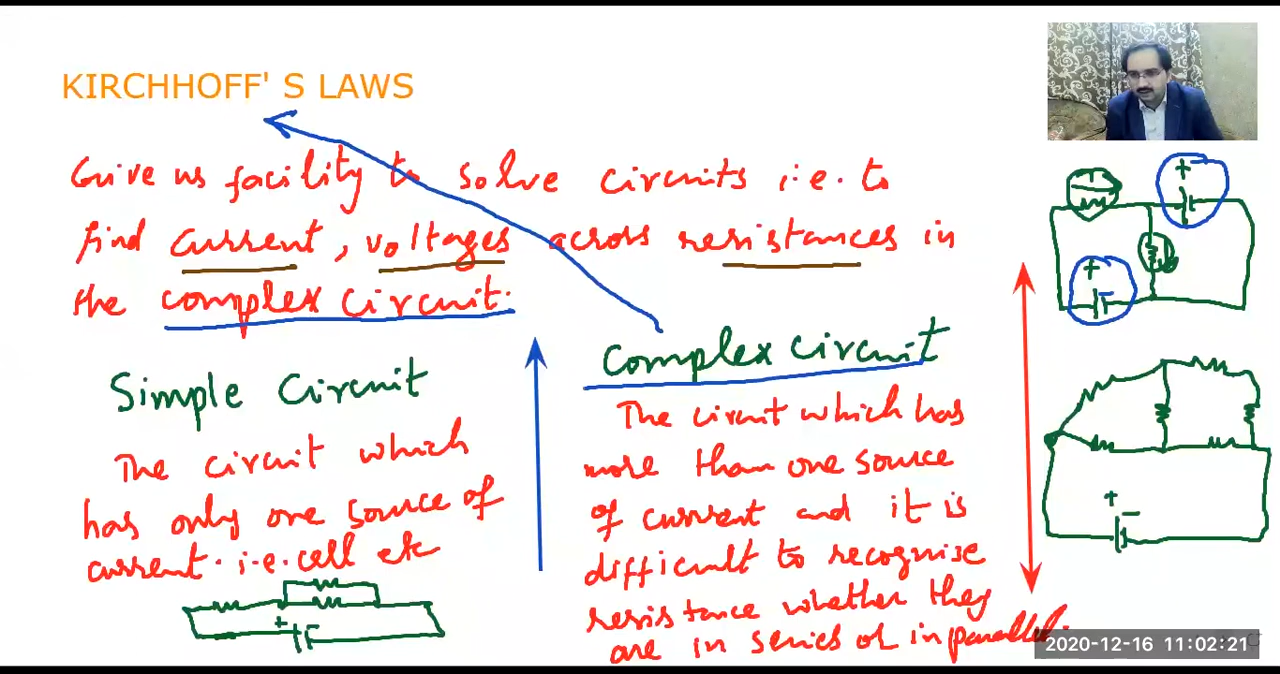 KIRCHHOFF' S LAWS
Give us facility to solve circuits i.e. to
find current, voltages across resistances in
the complex circuit.
Simple Circuit
The circuit which
has only one source of
current. i.e. cell etc
+
Complex circuit
The circuit which has
more than one source
of current and it is
difficult to recognise
resistance whether they
are in series or in parallel.
+
+
+
2020-12-16 11:02:21